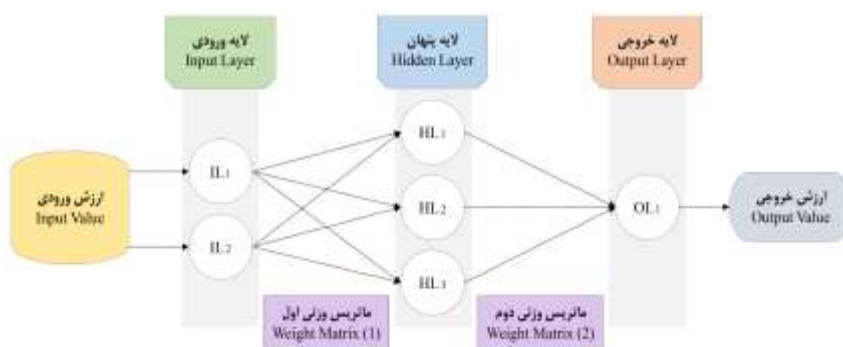 لایه ورودی
Input Layer
لایه پنهان
Hidden Layer
لایه خروجی
Output Layer
ارزش ورودی
Input Value
IL1
IL2
HL1
HL2
HL3
OL1
ارزش خروجی
Output Value
ماتریس وزنی اول
Weight Matrix (1)
ماتریس وزنی دوم
Weight Matrix (2)